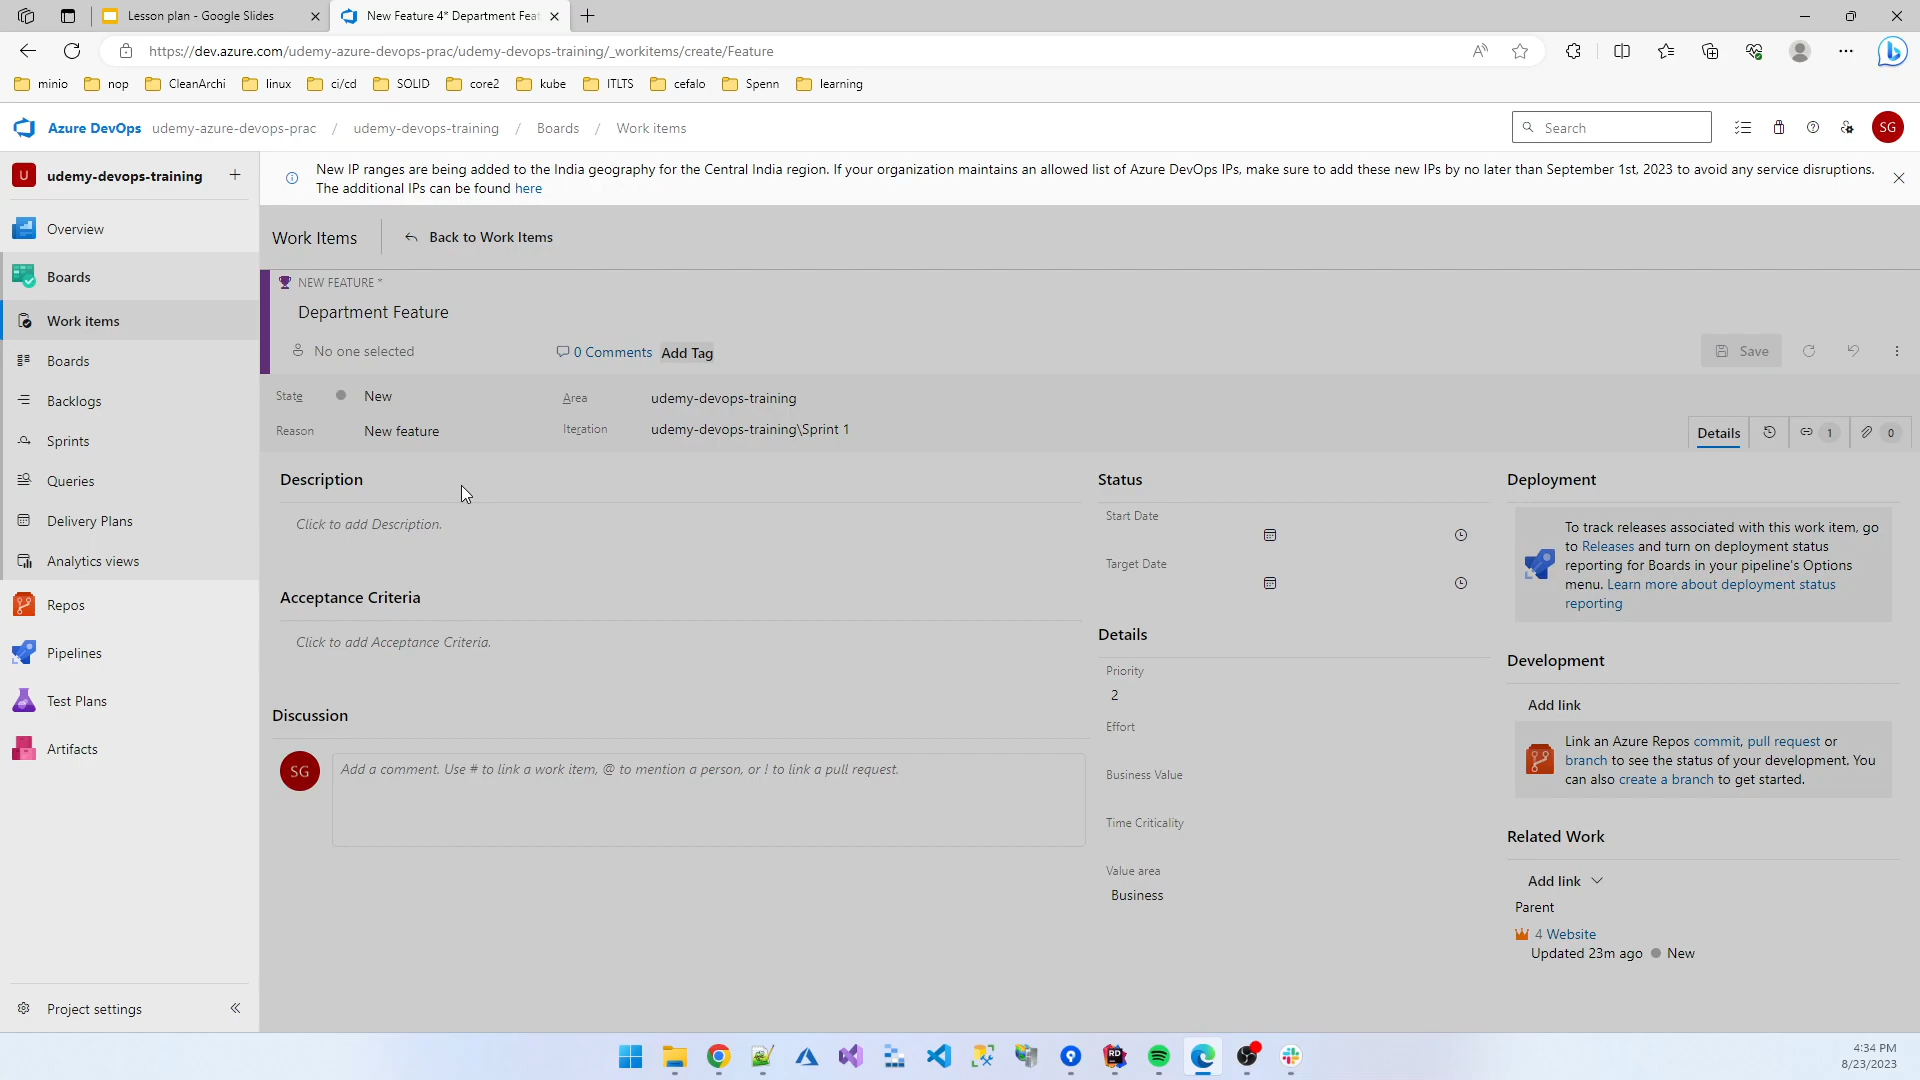 Lesson plan - Google Slides
New Feature 4* Department Feat
https://dev.azure.com/udemy-azure-devops-prac/udemy-devops-training/_workitems/create/Feature
minio nop CleanArchi linux ci/cd SOLID core2 kube ITLTS cefalo Spenn learning
Azure DevOps udemy-azure-devops-prac / udemy-devops-training / Boards / Work items
Search
SG
U udemy-devops-training
New IP ranges are being added to the India geography for the Central India region. If your organization maintains an allowed list of Azure DevOps IPs, make sure to add these new IPs by no later than September 1st, 2023 to avoid any service disruptions.
The additional IPs can be found here
Overview
Boards
Work items
Boards
Backlogs
Sprints
Queries
Delivery Plans
Analytics views
Repos
Pipelines
Test Plans
Artifacts
Project settings
Work Items
Back to Work Items
NEW FEATURE *
Department Feature
No one selected
0 Comments
Add Tag
Save
State New
Area udemy-devops-training
Reason New feature
Iteration udemy-devops-training\Sprint 1
Details
1
0
Description
Click to add Description.
Acceptance Criteria
Click to add Acceptance Criteria.
Discussion
SG
Add a comment. Use # to link a work item, @ to mention a person, or ! to link a pull request.
Status
Start Date
Target Date
Details
Priority
2
Effort
Business Value
Time Criticality
Value area
Business
Deployment
To track releases associated with this work item, go
to Releases and turn on deployment status
reporting for Boards in your pipeline's Options
menu. Learn more about deployment status
reporting
Development
Add link
Link an Azure Repos commit, pull request or
branch to see the status of your development. You
can also create a branch to get started.
Related Work
Add link
Parent
4 Website
Updated 23m ago New
RD
4:34 PM
8/23/2023